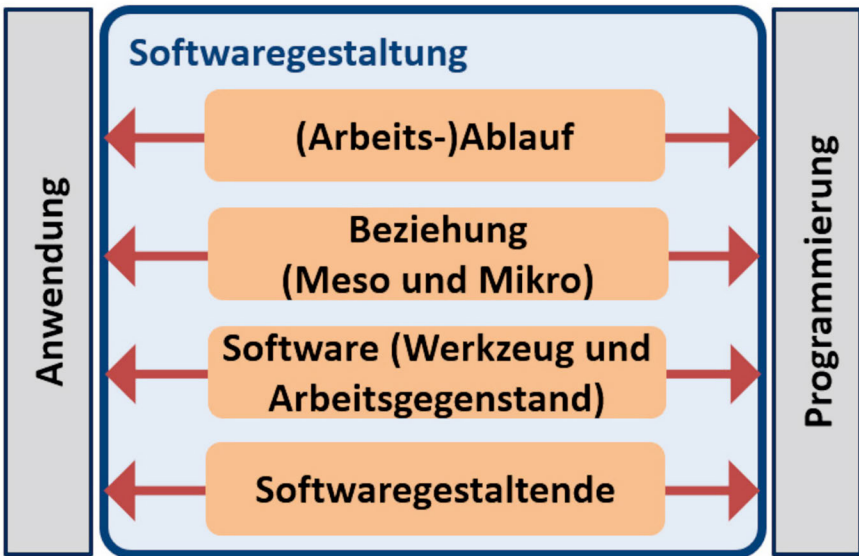 Softwaregestaltung
Anwendung
(Arbeits-)Ablauf
Beziehung
(Meso und Mikro)
Software (Werkzeug und
Arbeitsgegenstand)
Softwaregestaltende
Programmierung